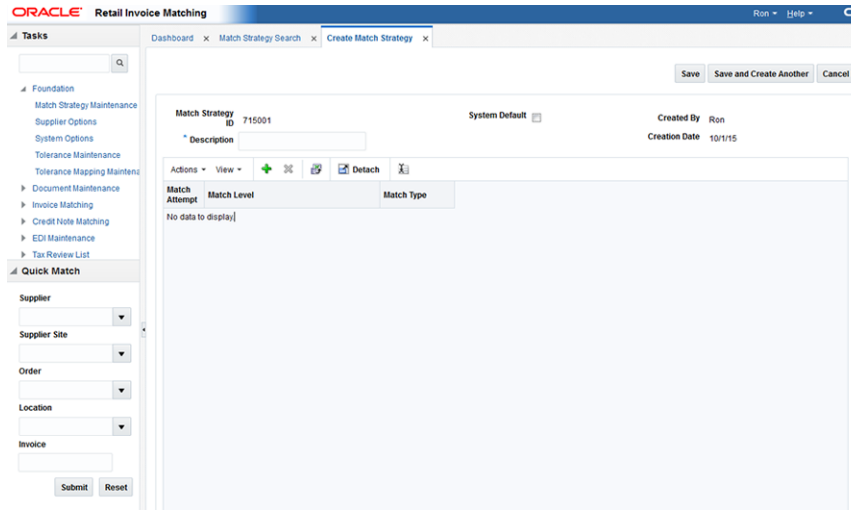 ORACLE Retail Invoice Matching
Ron Help
Tasks
Foundation
Match Strategy Maintenance
Supplier Options
System Options
Tolerance Maintenance
Tolerance Mapping Maintena
Document Maintenance
Invoice Matching
Credit Note Matching
EDI Maintenance
Tax Review List
Quick Match
Supplier
Supplier Site
Order
Location
Invoice
Submit Reset
Dashboard x Match Strategy Search x Create Match Strategy x
Save Save and Create Another Cancel
Match Strategy ID 715001
* Description
System Default
Created By Ron
Creation Date 10/1/15
Actions View Detach
Match Attempt Match Level Match Type
No data to display